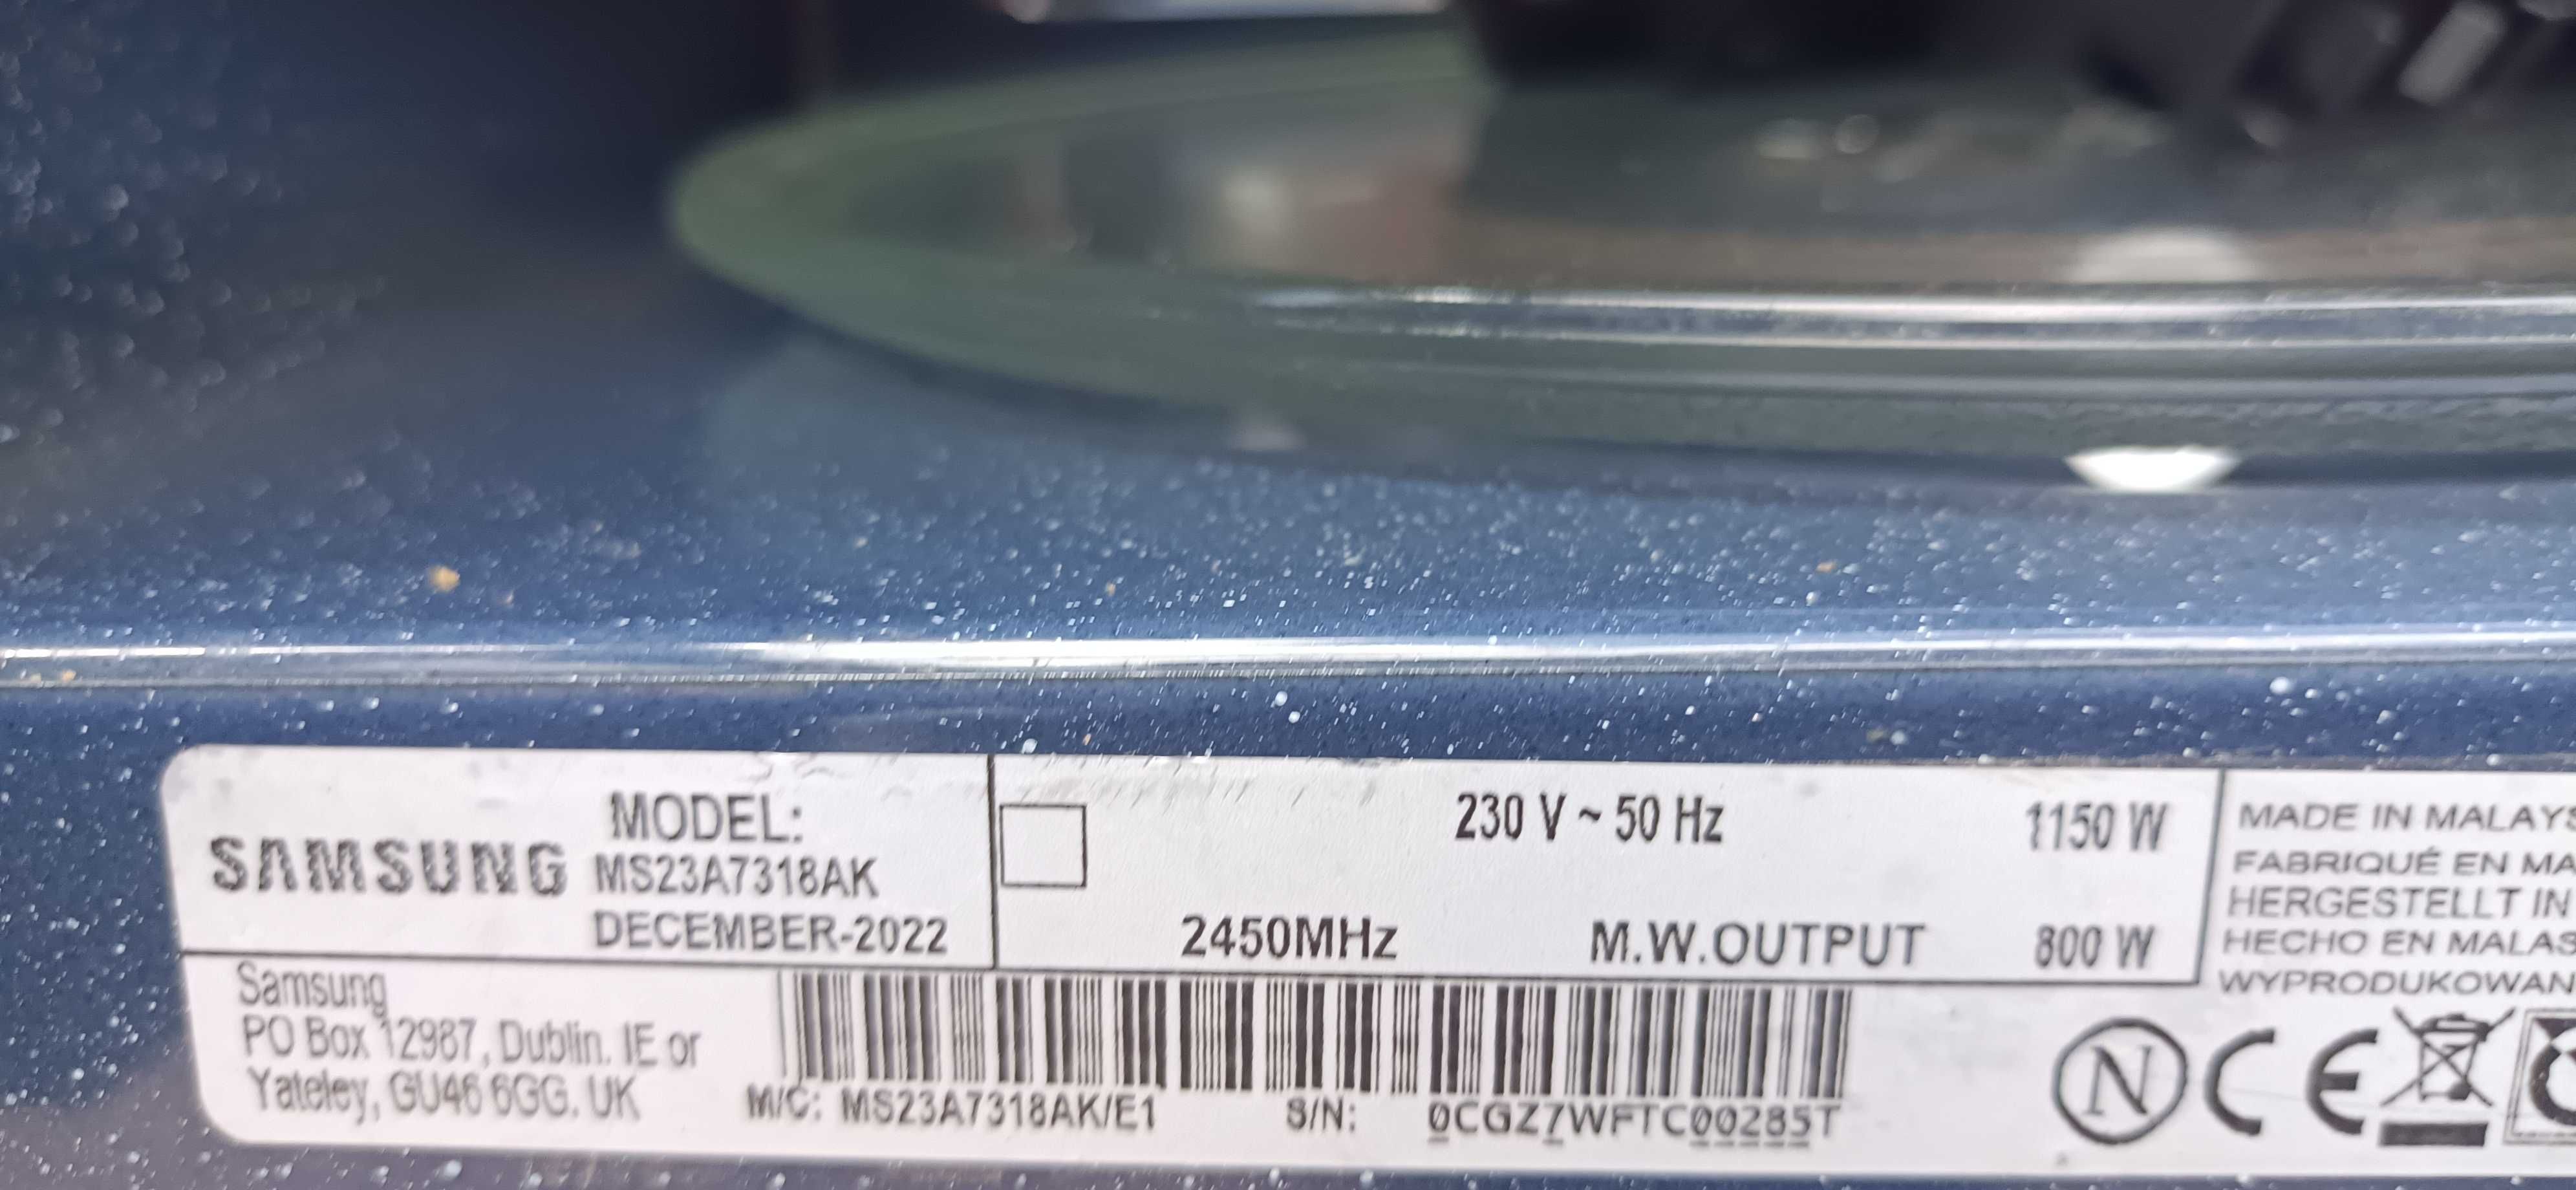 SAMSUNG
MODEL:
MS23A7318AK
DECEMBER-2022
230 V ~ 50 Hz 1150 W
2450MHz M.W.OUTPUT 800 W
MADE IN MALAYS
FABRIQUÉ EN MA
HERGESTELLT IN
HECHO EN MALAS
WYPRODUKOWAN
Samsung
PO Box 12987, Dublin. IE or
Yateley, GU46 6GG. UK
M/C: MS23A7318AK/E1 S/N: 0CGZ7WFTC00285T
N CE